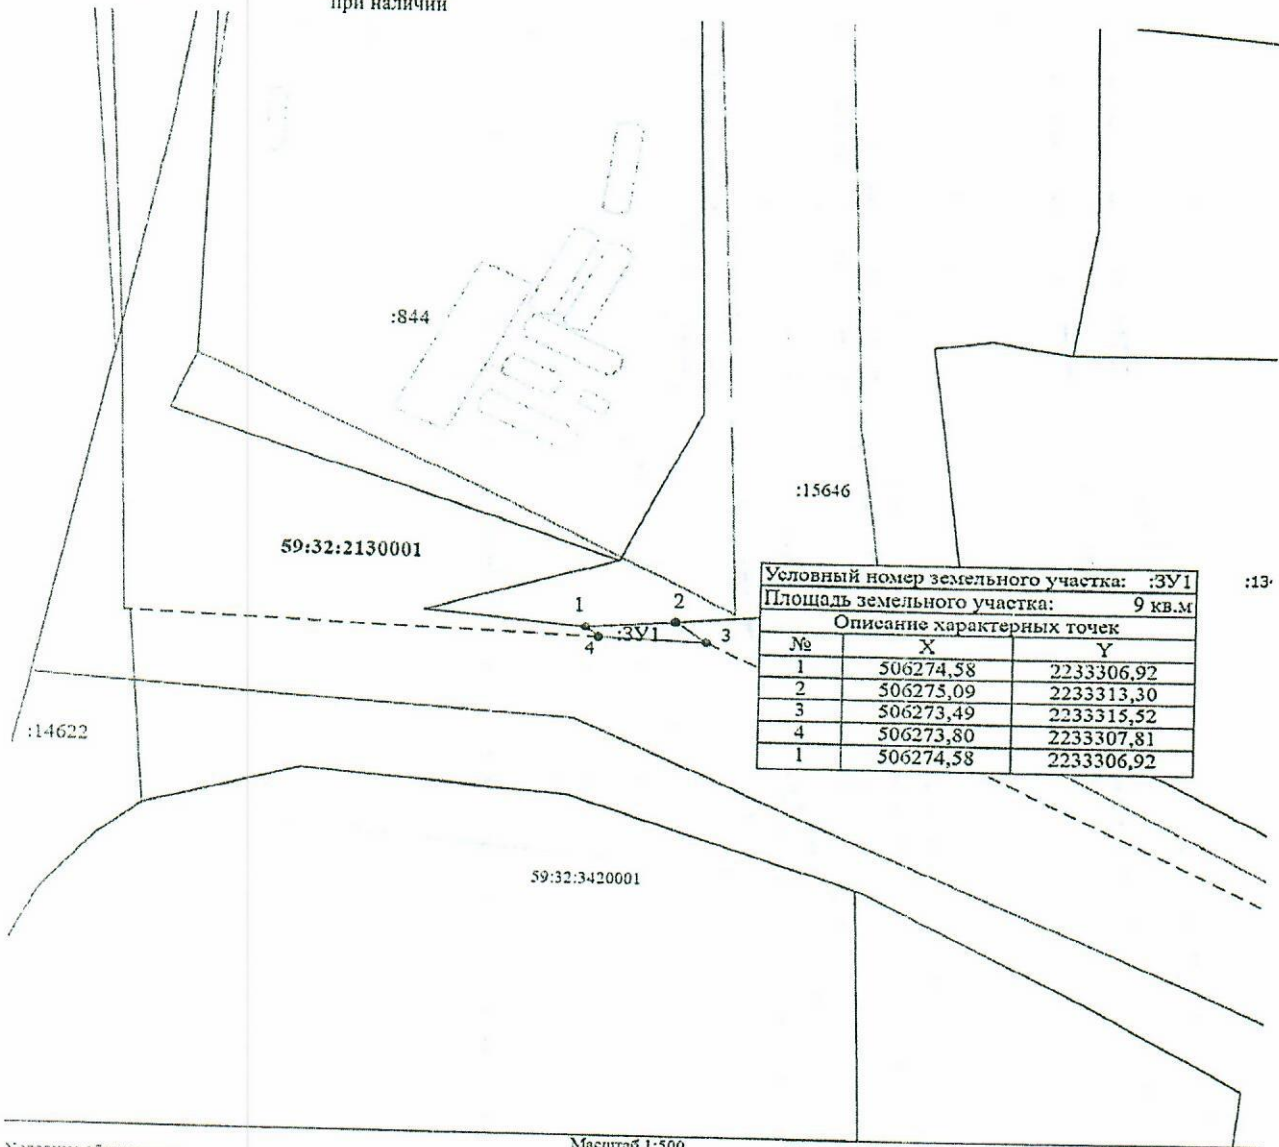 при наличии
:844
:15646
59:32:2130001
Условный номер земельного участка: :ЗУ1
Площадь земельного участка: 9 кв.м
Описание характерных точек
№ X Y
1 506274,58 2233306,92
2 506275,09 2233313,30
3 506273,49 2233315,52
4 506273,80 2233307,81
1 506274,58 2233306,92
:13
1
2
:ЗУ1
3
4
:14622
59:32:3420001
Масштаб 1:500